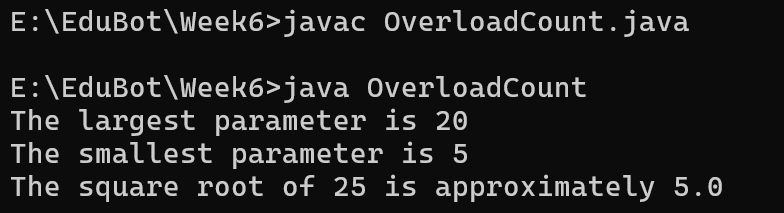 E:\EduBot\Week6>javac OverloadCount.java
E:\EduBot\Week6>java OverloadCount
The largest parameter is 20
The smallest parameter is 5
The square root of 25 is approximately 5.0